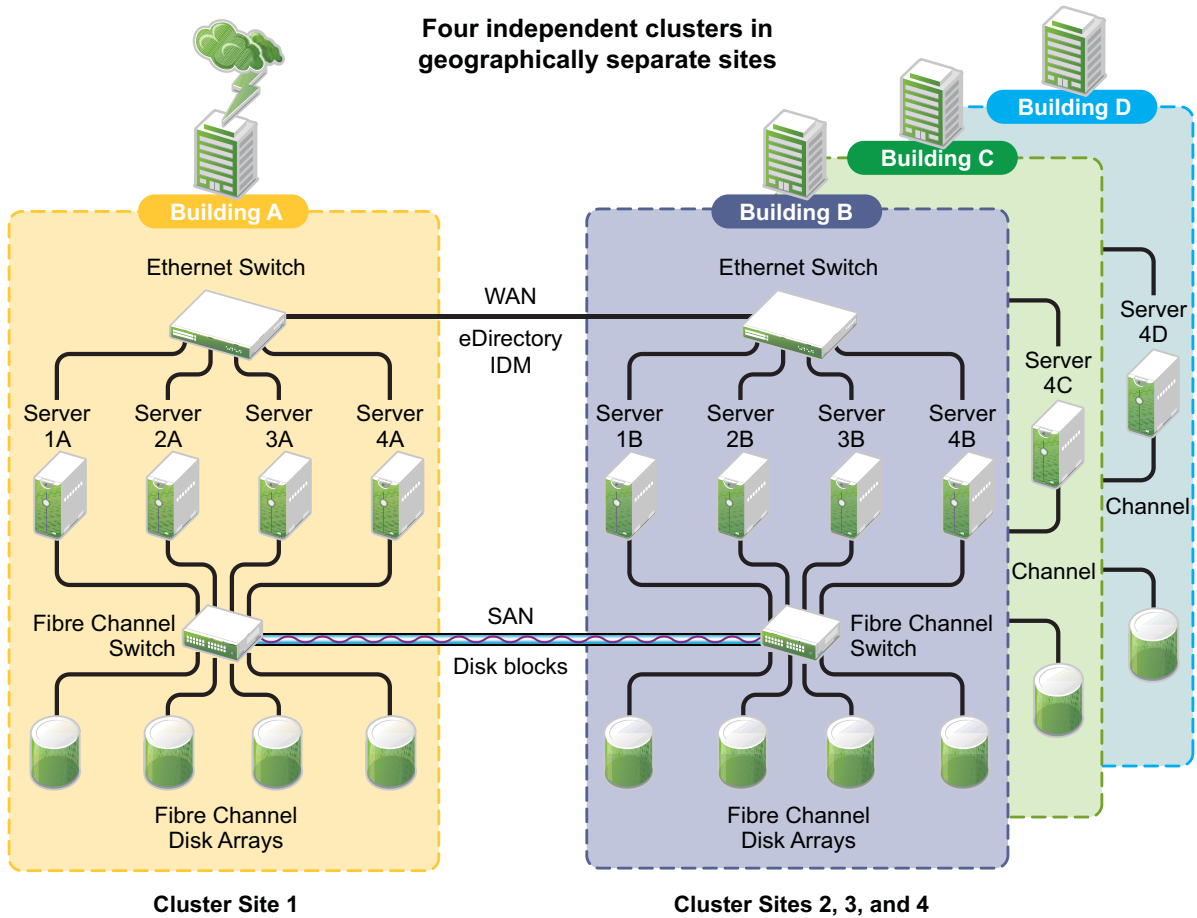 Four independent clusters in
geographically separate sites
Building A
Building B
Building C
Building D
Ethernet Switch
WAN
eDirectory
IDM
Ethernet Switch
Server
1A
Server
2A
Server
3A
Server
4A
Server
1B
Server
2B
Server
3B
Server
4B
Server
4C
Server
4D
Channel
Channel
Fibre Channel
Switch
SAN
Disk blocks
Fibre Channel
Switch
Fibre Channel
Disk Arrays
Fibre Channel
Disk Arrays
Cluster Site 1
Cluster Sites 2, 3, and 4